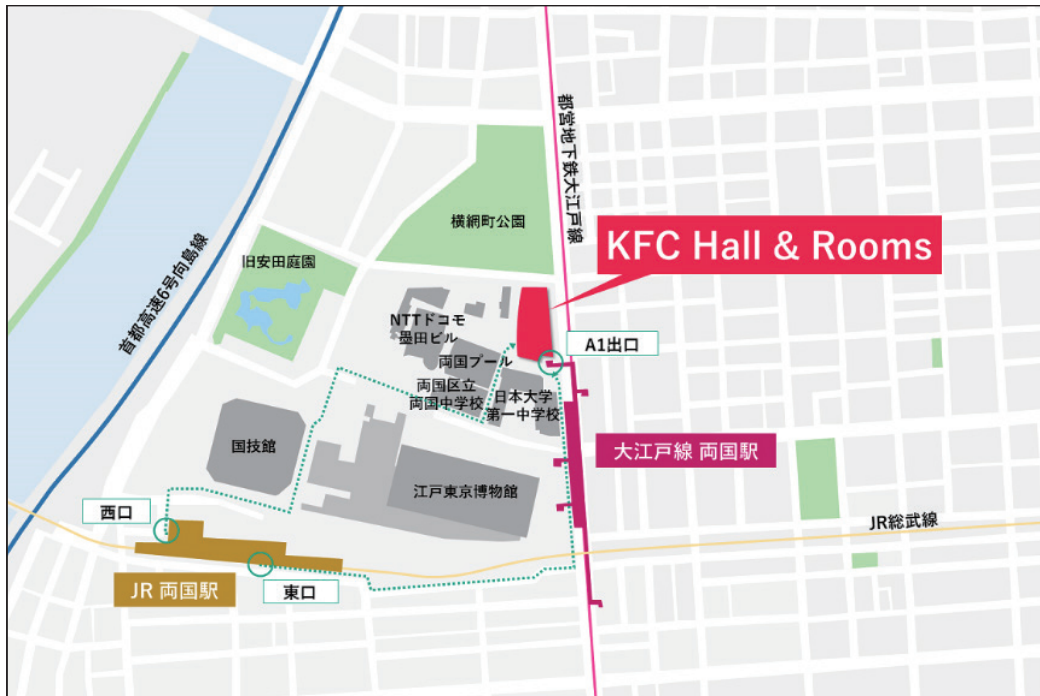 都営地下鉄大江戸線
横網町公園
KFC Hall & Rooms
首都高速6号向島線
旧安田庭園
NTTドコモ
墨田ビル
A1出口
両国プール
両国区立
両国中学校
日本大学
第一中学校
国技館
大江戸線 両国駅
江戸東京博物館
西口
JR総武線
JR 両国駅
東口